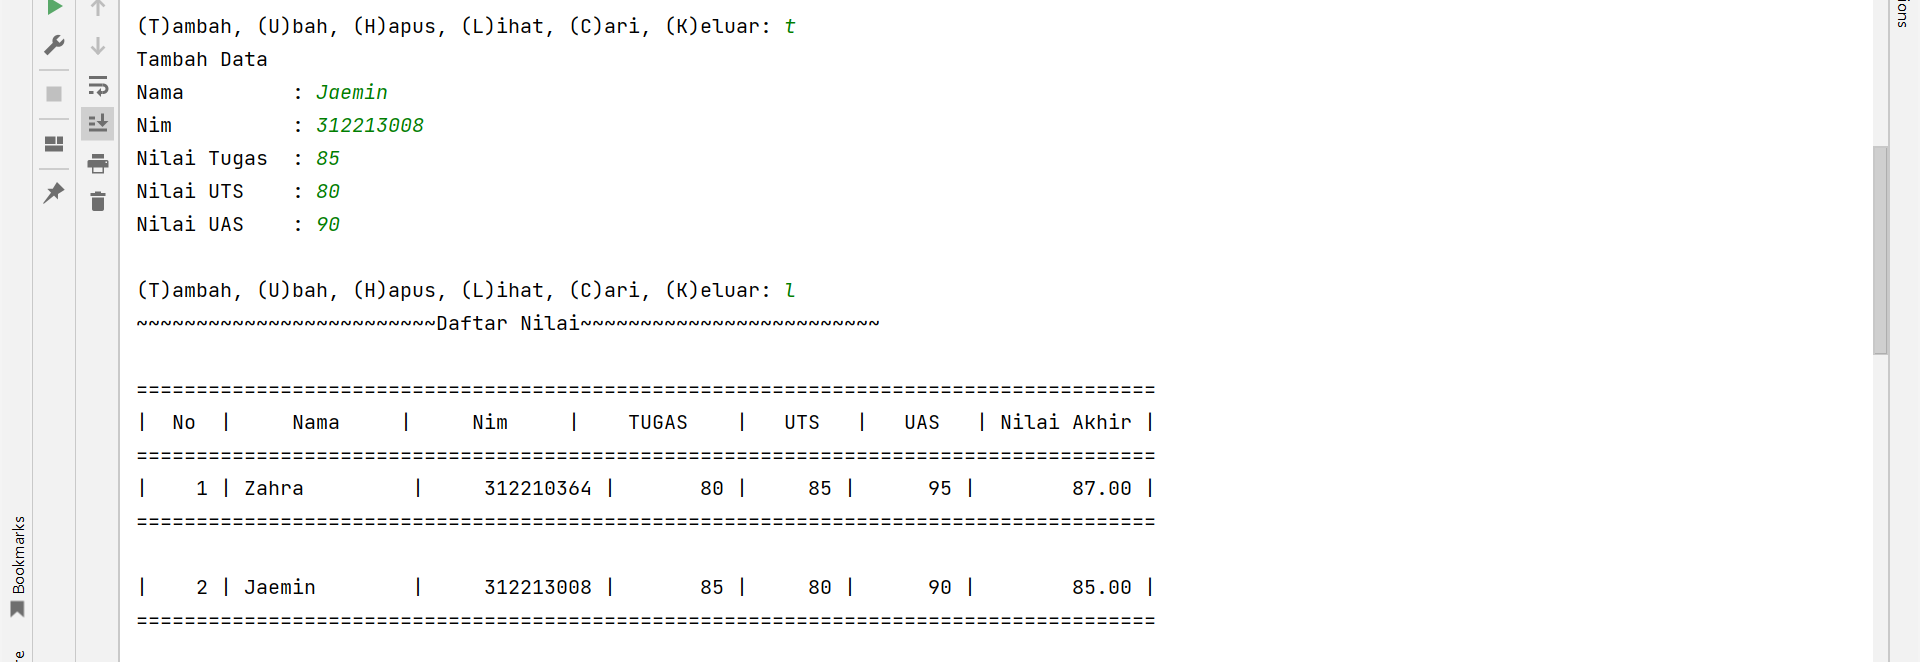 (T)ambah, (U)bah, (H)apus, (L)ihat, (C)ari, (K)eluar: t
Tambah Data
Nama         : Jaemin
Nim          : 312213008
Nilai Tugas  : 85
Nilai UTS    : 80
Nilai UAS    : 90
(T)ambah, (U)bah, (H)apus, (L)ihat, (C)ari, (K)eluar: l
~~~~~~~~~~~~~~~~~~~~~~~~~Daftar Nilai~~~~~~~~~~~~~~~~~~~~~~~~~
=====================================================================================
|  No  |     Nama     |     Nim     |    TUGAS    |   UTS   |   UAS   | Nilai Akhir |
=====================================================================================
|    1 | Zahra         |     312210364 |       80 |     85 |      95 |        87.00 |
=====================================================================================
|    2 | Jaemin        |     312213008 |       85 |     80 |      90 |        85.00 |
=====================================================================================
Bookmarks